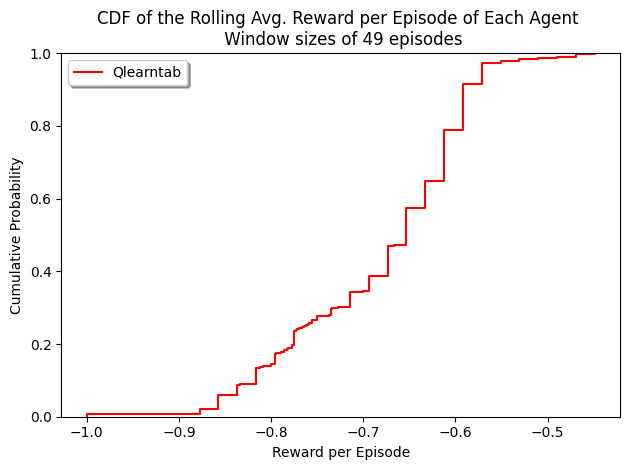 CDF of the Rolling Avg. Reward per Episode of Each Agent
Window sizes of 49 episodes
Qlearntab
1.0
0.8
0.6
0.4
0.2
0.0
Cumulative Probability
−1.0 −0.9 −0.8 −0.7 −0.6 −0.5
Reward per Episode